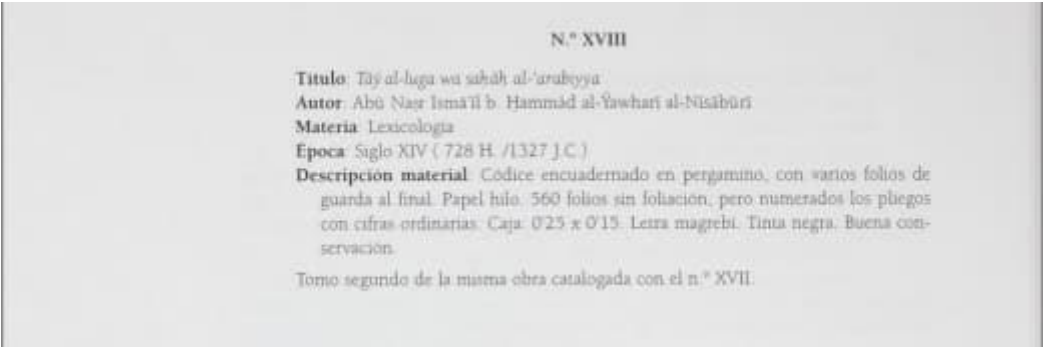 N.º XVIII
Título: Tāŷ al-luga wa ṣaḥāḥ al-‘arabiyya
Autor: Abū Naṣr Ismā‘īl b. Ḥammād al-Ŷawharī al-Nīsābūrī
Materia: Lexicología
Época: Siglo XIV ( 728 H. /1327 J.C.)
Descripción material: Códice encuadernado en pergamino, con varios folios de
guarda al final. Papel hilo. 560 folios sin foliación, pero numerados los pliegos
con cifras ordinarias. Caja: 0'25 x 0'15. Letra magrebí. Tinta negra. Buena con-
servación.
Tomo segundo de la misma obra catalogada con el n.º XVII.